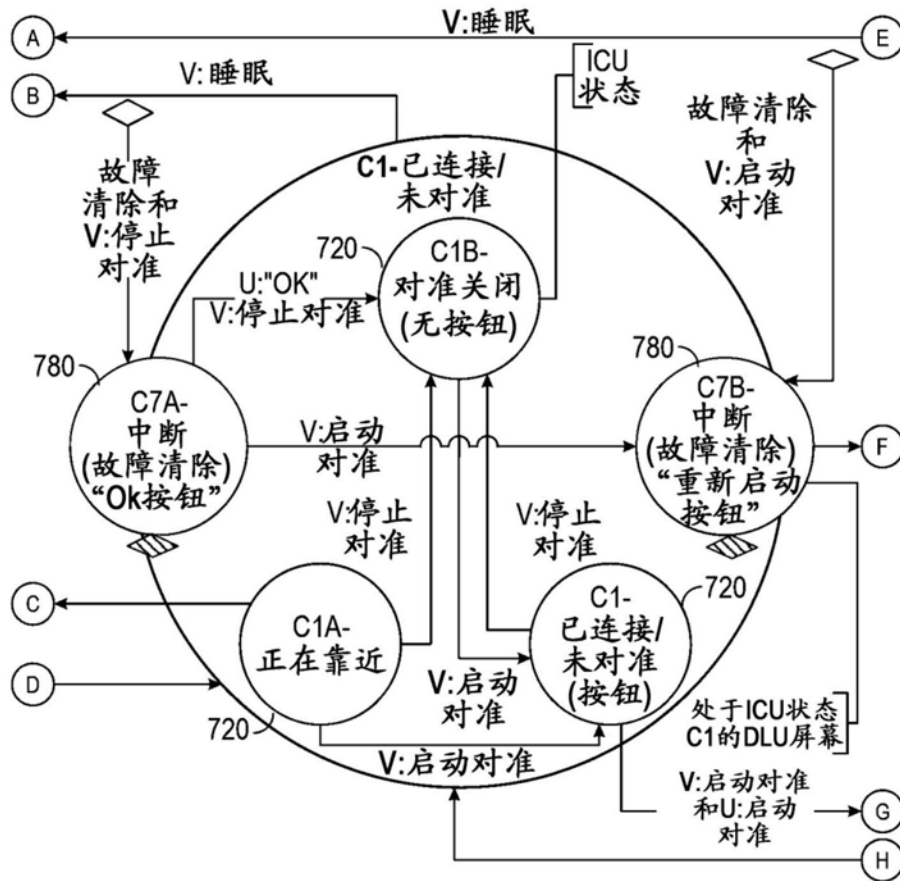 A
V:睡眠
E
B
V:睡眠
ICU
状态
故障
清除和
V:停止
对准
C1-已连接/
未对准
故障清除
和
V:启动
对准
720
C1B-
对准关闭
(无按钮)
U:"OK"
V:停止对准
780
C7A-
中断
(故障清除)
“Ok按钮”
V:启动
对准
780
C7B-
中断
(故障清除)
“重新启动
按钮”
F
V:停止
对准
V:停止
对准
C
C1A-
正在靠近
720
C1-
已连接/
未对准
(按钮)
720
D
V:启动
对准
V:启动对准
处于ICU状态
C1的DLU屏幕
V:启动对准
和U:启动
对准
G
H